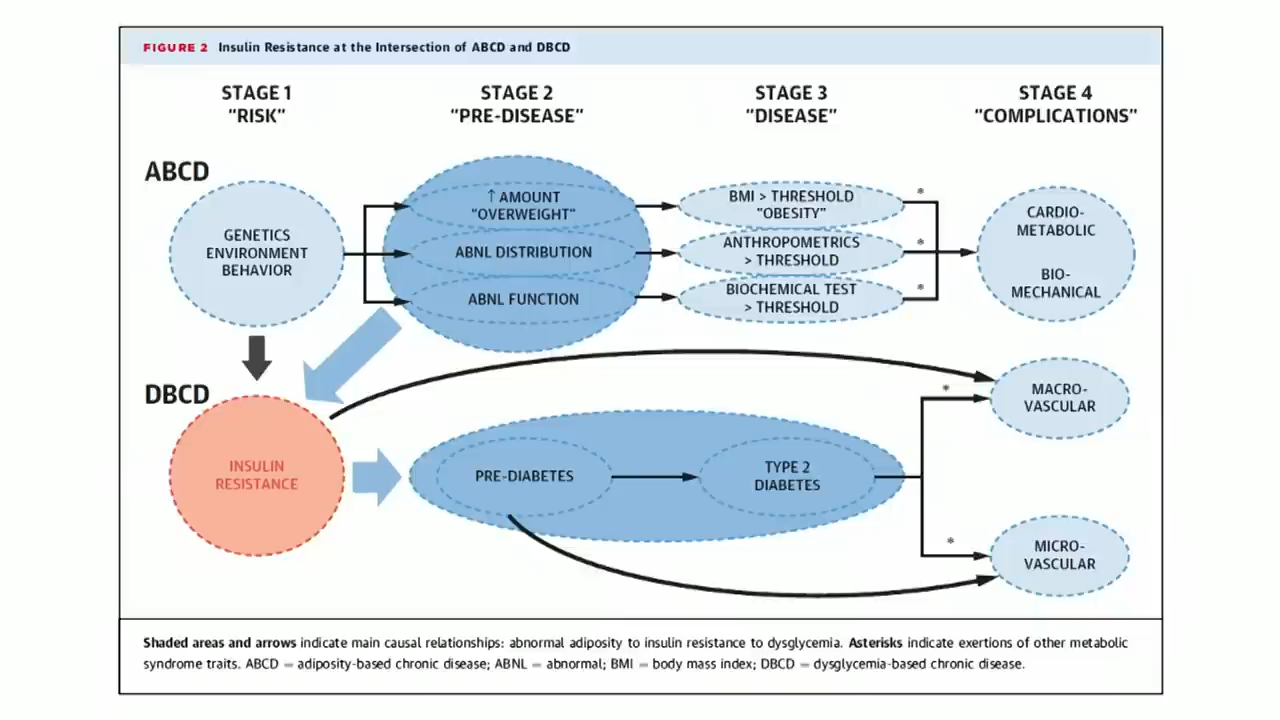 FIGURE 2 Insulin Resistance at the Intersection of ABCD and DBCD
STAGE 1
"RISK"
STAGE 2
"PRE-DISEASE"
STAGE 3
"DISEASE"
STAGE 4
"COMPLICATIONS"
ABCD
GENETICS
ENVIRONMENT
BEHAVIOR
↑ AMOUNT
"OVERWEIGHT"
ABNL DISTRIBUTION
ABNL FUNCTION
BMI > THRESHOLD
"OBESITY"
ANTHROPOMETRICS
> THRESHOLD
BIOCHEMICAL TEST
> THRESHOLD
*
*
*
CARDIO-
METABOLIC
BIO-
MECHANICAL
DBCD
INSULIN
RESISTANCE
PRE-DIABETES
TYPE 2
DIABETES
*
*
MACRO-
VASCULAR
MICRO-
VASCULAR
Shaded areas and arrows indicate main causal relationships: abnormal adiposity to insulin resistance to dysglycemia. Asterisks indicate exertions of other metabolic
syndrome traits. ABCD = adiposity-based chronic disease; ABNL = abnormal; BMI = body mass index; DBCD = dysglycemia-based chronic disease.